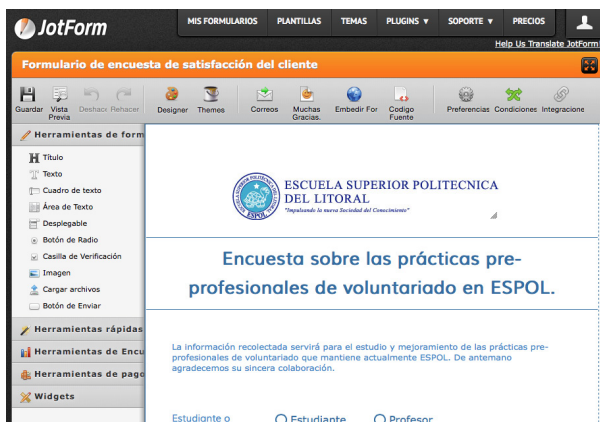 JotForm
MIS FORMULARIOS PLANTILLAS TEMAS PLUGINS ▼ SOPORTE ▼ PRECIOS
Help Us Translate JotForm
Formulario de encuesta de satisfacción del cliente
Guardar Vista Previa Deshacer Rehacer Designer Themes Correos Muchas Gracias. Embedir For Codigo Fuente Preferencias Condiciones Integracione
Herramientas de form
Título
Texto
Cuadro de texto
Área de Texto
Desplegable
Botón de Radio
Casilla de Verificación
Imagen
Cargar archivos
Botón de Enviar
Herramientas rápidas
Herramientas de Encu
Herramientas de pago
Widgets
ESPOL
ESCUELA SUPERIOR POLITECNICA
DEL LITORAL
"Impulsando la nueva Sociedad del Conocimiento"
Encuesta sobre las prácticas pre-
profesionales de voluntariado en ESPOL.
La información recolectada servirá para el estudio y mejoramiento de las prácticas pre-
profesionales de voluntariado que mantiene actualmente ESPOL. De antemano
agradecemos su sincera colaboración.
Estudiante o Estudiante Profesor